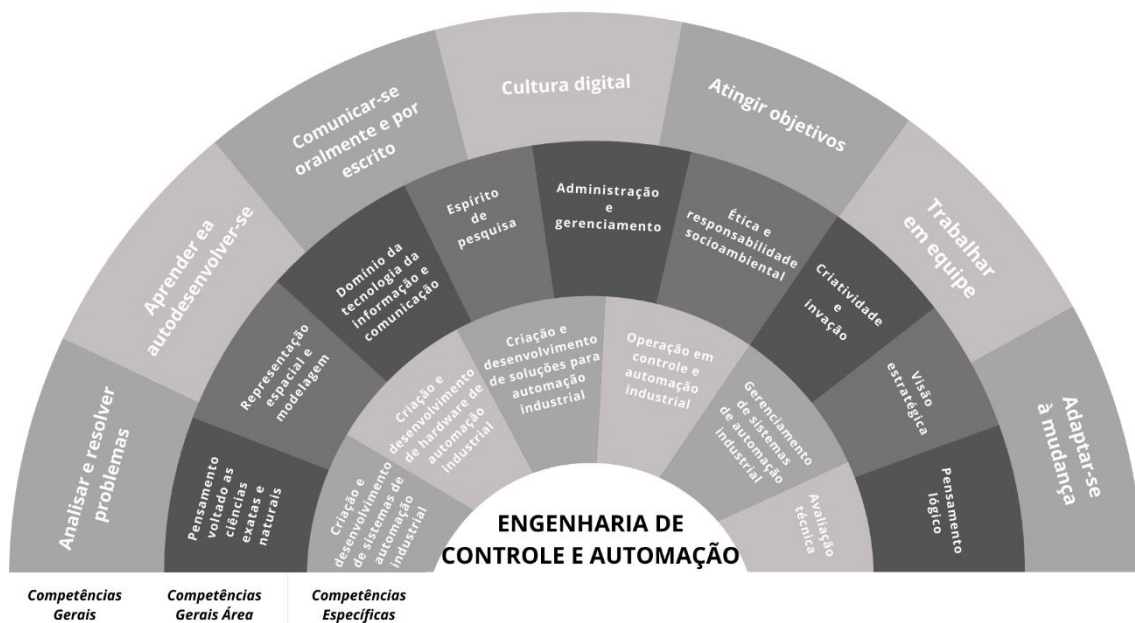 Analisar e resolver
problemas
Aprender ea
autodesenvolver-se
Comunicar-se
oralmente e por
escrito
Cultura digital
Atingir objetivos
Trabalhar
em equipe
Adaptar-se
à mudança
Pensamento
voltado as
ciências
exatas e
naturais
Representação
espacial e
modelagem
Domínio da
tecnologia da
informação e
comunicação
Espírito
de
pesquisa
Administração
e
gerenciamento
Ética e
responsabilidade
socioambiental
Criatividade
e
invação
Visão
estratégica
Pensamento
lógico
Criação e
desenvolvimento
de sistemas de
automação
industrial
Criação e
desenvolvimento
de hardware de
automação
industrial
Criação e
desenvolvimento
de soluções para
automação
industrial
Operação em
controle e
automação
industrial
Gerenciamento
de sistemas
de automação
industrial
Avaliação
técnica
ENGENHARIA DE
CONTROLE E AUTOMAÇÃO
Competências
Gerais
Competências
Gerais Área
Competências
Específicas